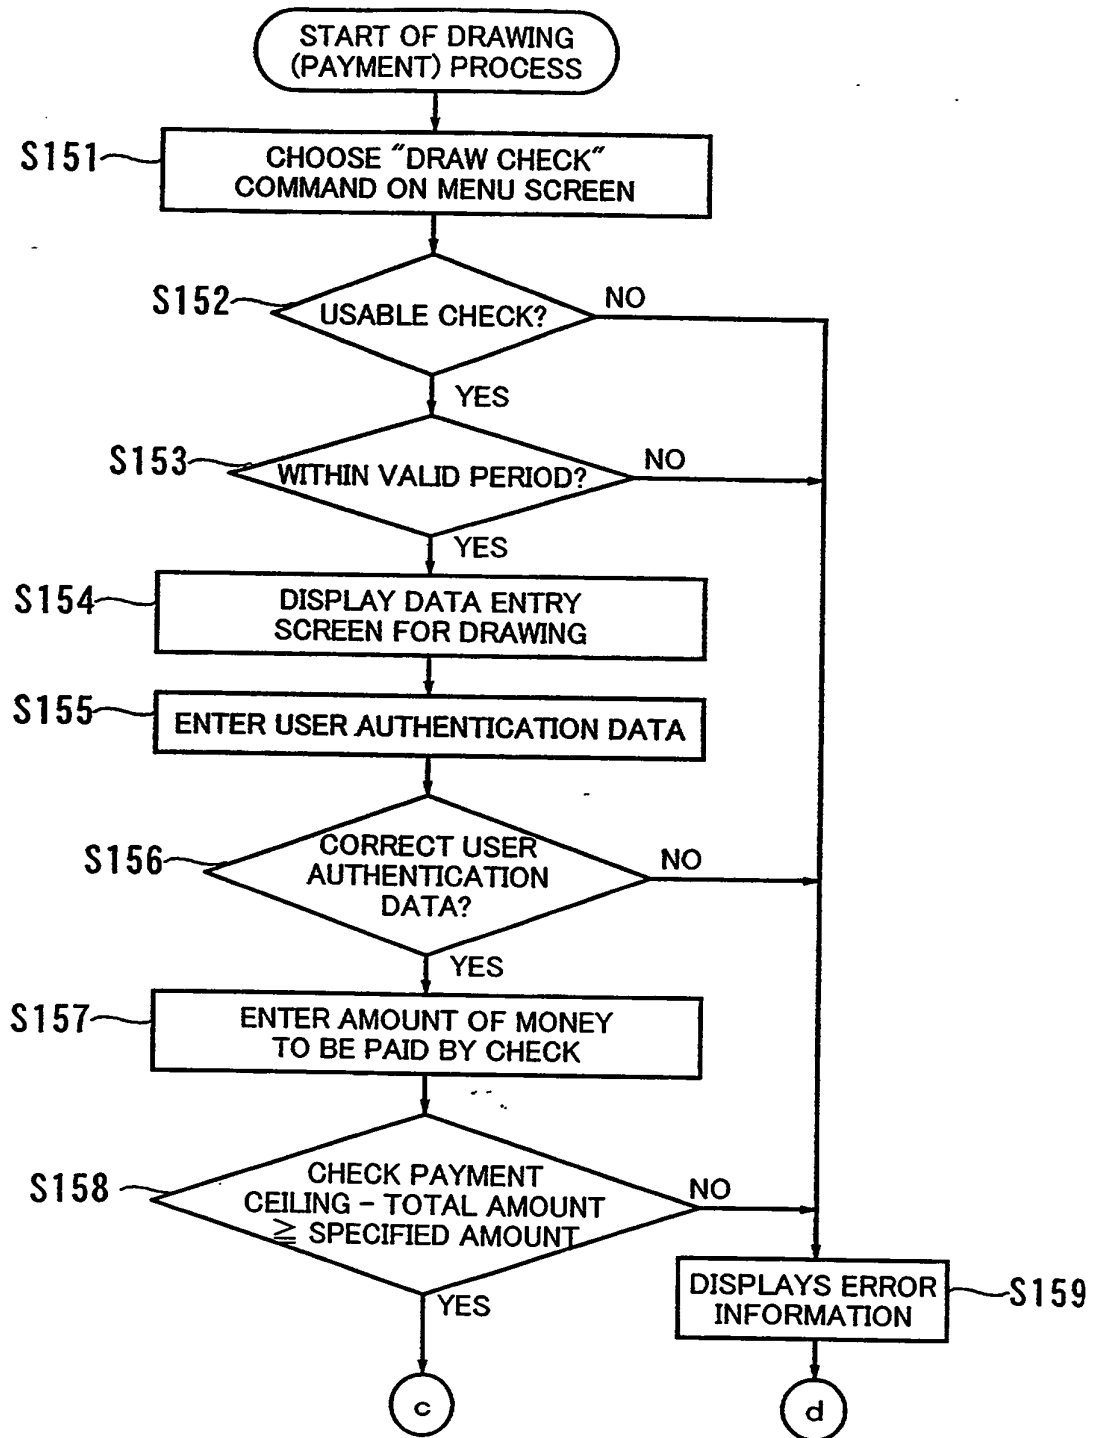 START OF DRAWING
(PAYMENT) PROCESS
S151
CHOOSE "DRAW CHECK"
COMMAND ON MENU SCREEN
S152
USABLE CHECK?
NO
YES
S153
WITHIN VALID PERIOD?
NO
YES
S154
DISPLAY DATA ENTRY
SCREEN FOR DRAWING
S155
ENTER USER AUTHENTICATION DATA
S156
CORRECT USER
AUTHENTICATION
DATA?
NO
YES
S157
ENTER AMOUNT OF MONEY
TO BE PAID BY CHECK
S158
CHECK PAYMENT
CEILING - TOTAL AMOUNT
≧ SPECIFIED AMOUNT
NO
YES
DISPLAYS ERROR
INFORMATION
S159
c
d